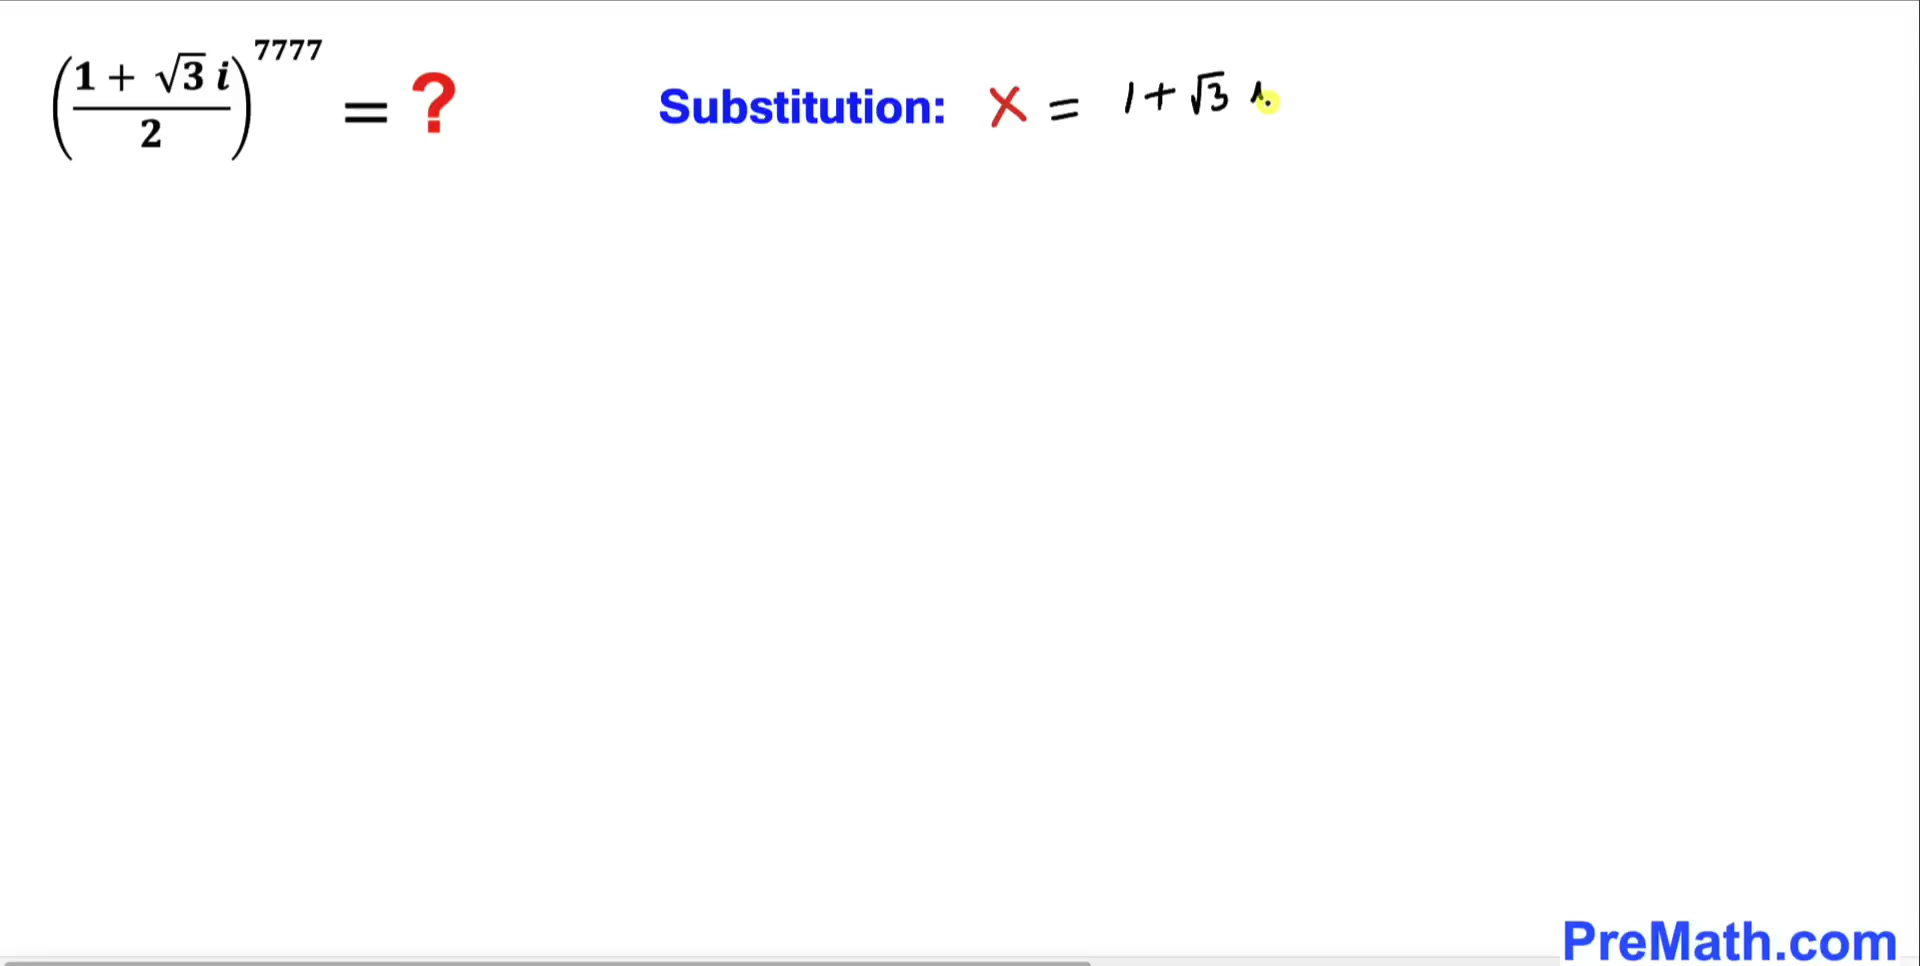 (1 + √3 i / 2)^7777 = ? Substitution: x = 1 + √3 i
PreMath.com